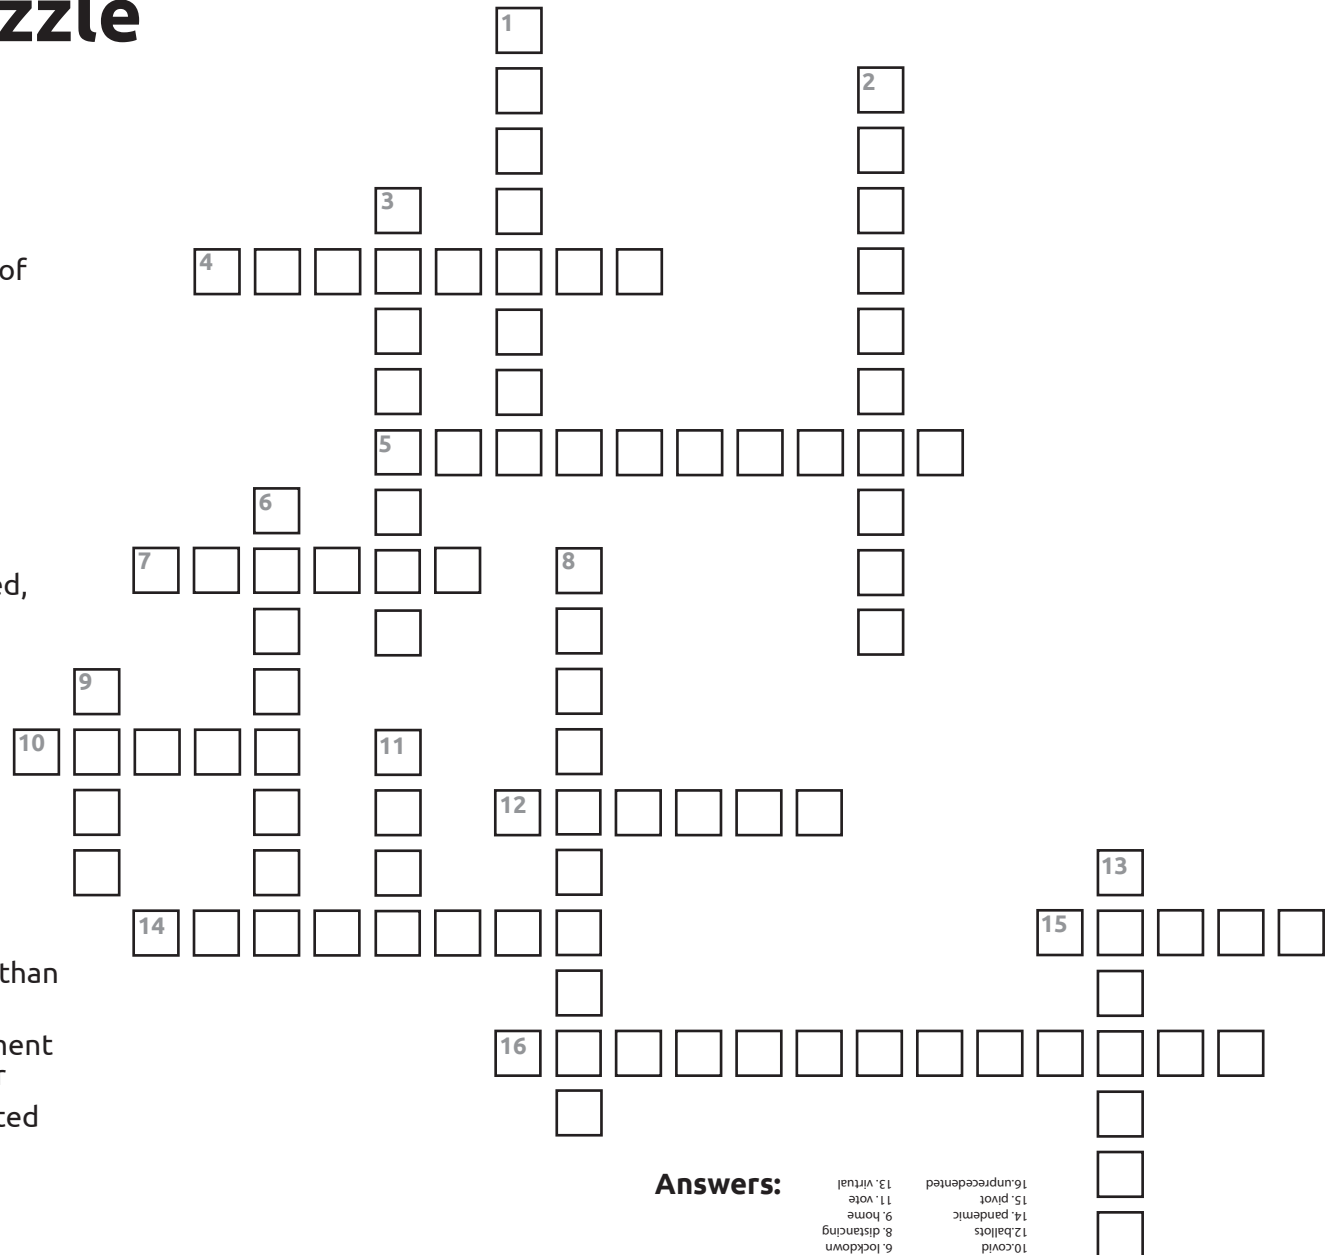 zzle
1
2
3
of
4
5
6
7
8
ed,
9
10
11
12
13
14
15
than
16
nent
r
ted
Answers:
10.covid
12.ballots
14. pandemic
15. pivot
16.unprecedented
6. lockdown
8. distancing
9. home
11. vote
13. virtual